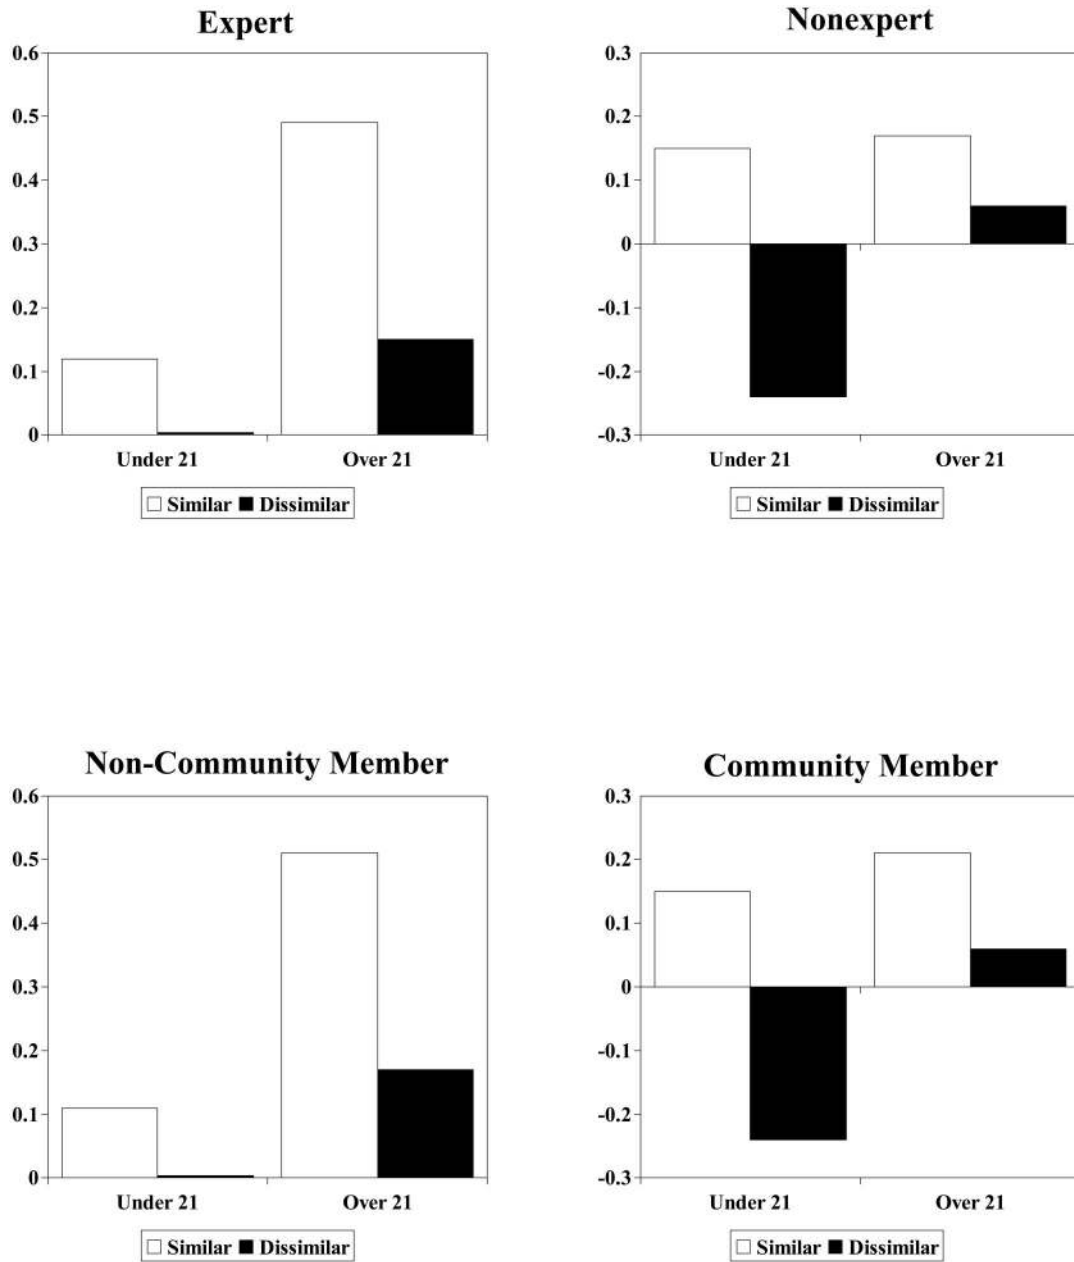 Expert
0.6
0.5
0.4
0.3
0.2
0.1
0
Under 21 Over 21
Similar Dissimilar
Nonexpert
0.3
0.2
0.1
0
-0.1
-0.2
-0.3
Under 21 Over 21
Similar Dissimilar
Non-Community Member
0.6
0.5
0.4
0.3
0.2
0.1
0
Under 21 Over 21
Similar Dissimilar
Community Member
0.3
0.2
0.1
0
-0.1
-0.2
-0.3
Under 21 Over 21
Similar Dissimilar